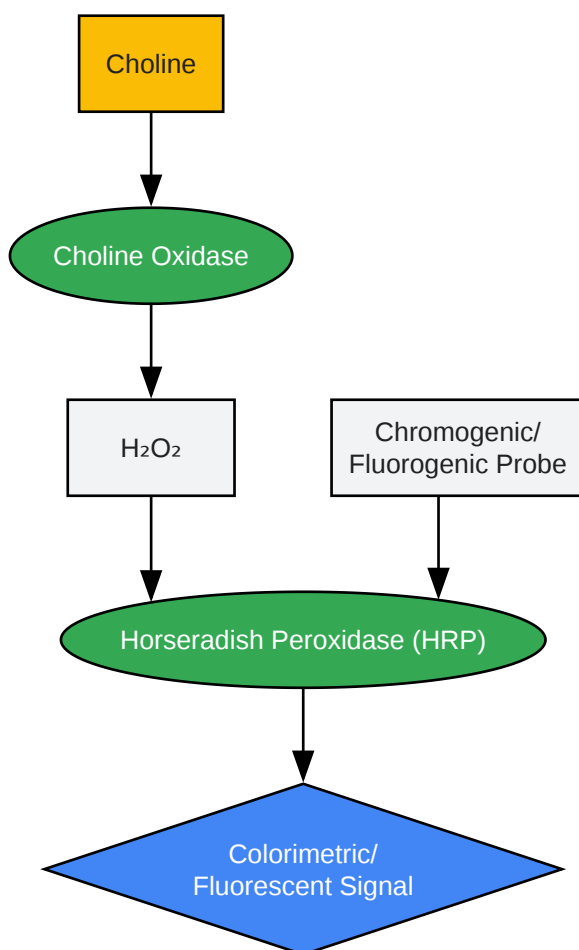 Choline
Choline Oxidase
H₂O₂
Chromogenic/
Fluorogenic Probe
Horseradish Peroxidase (HRP)
Colorimetric/
Fluorescent Signal